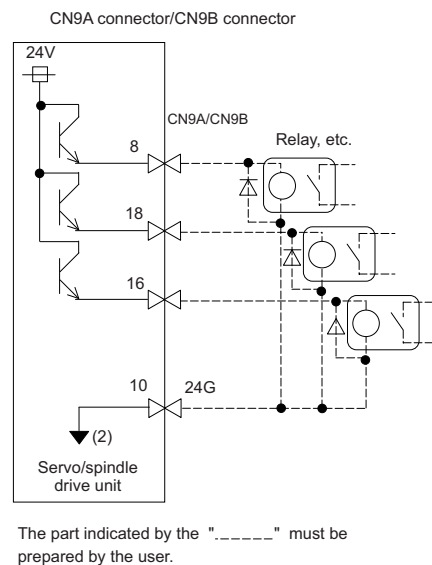 CN9A connector/CN9B connector
24V
CN9A/CN9B
8
Relay, etc.
18
16
10 24G
(2)
Servo/spindle
drive unit
The part indicated by the ".______" must be
prepared by the user.